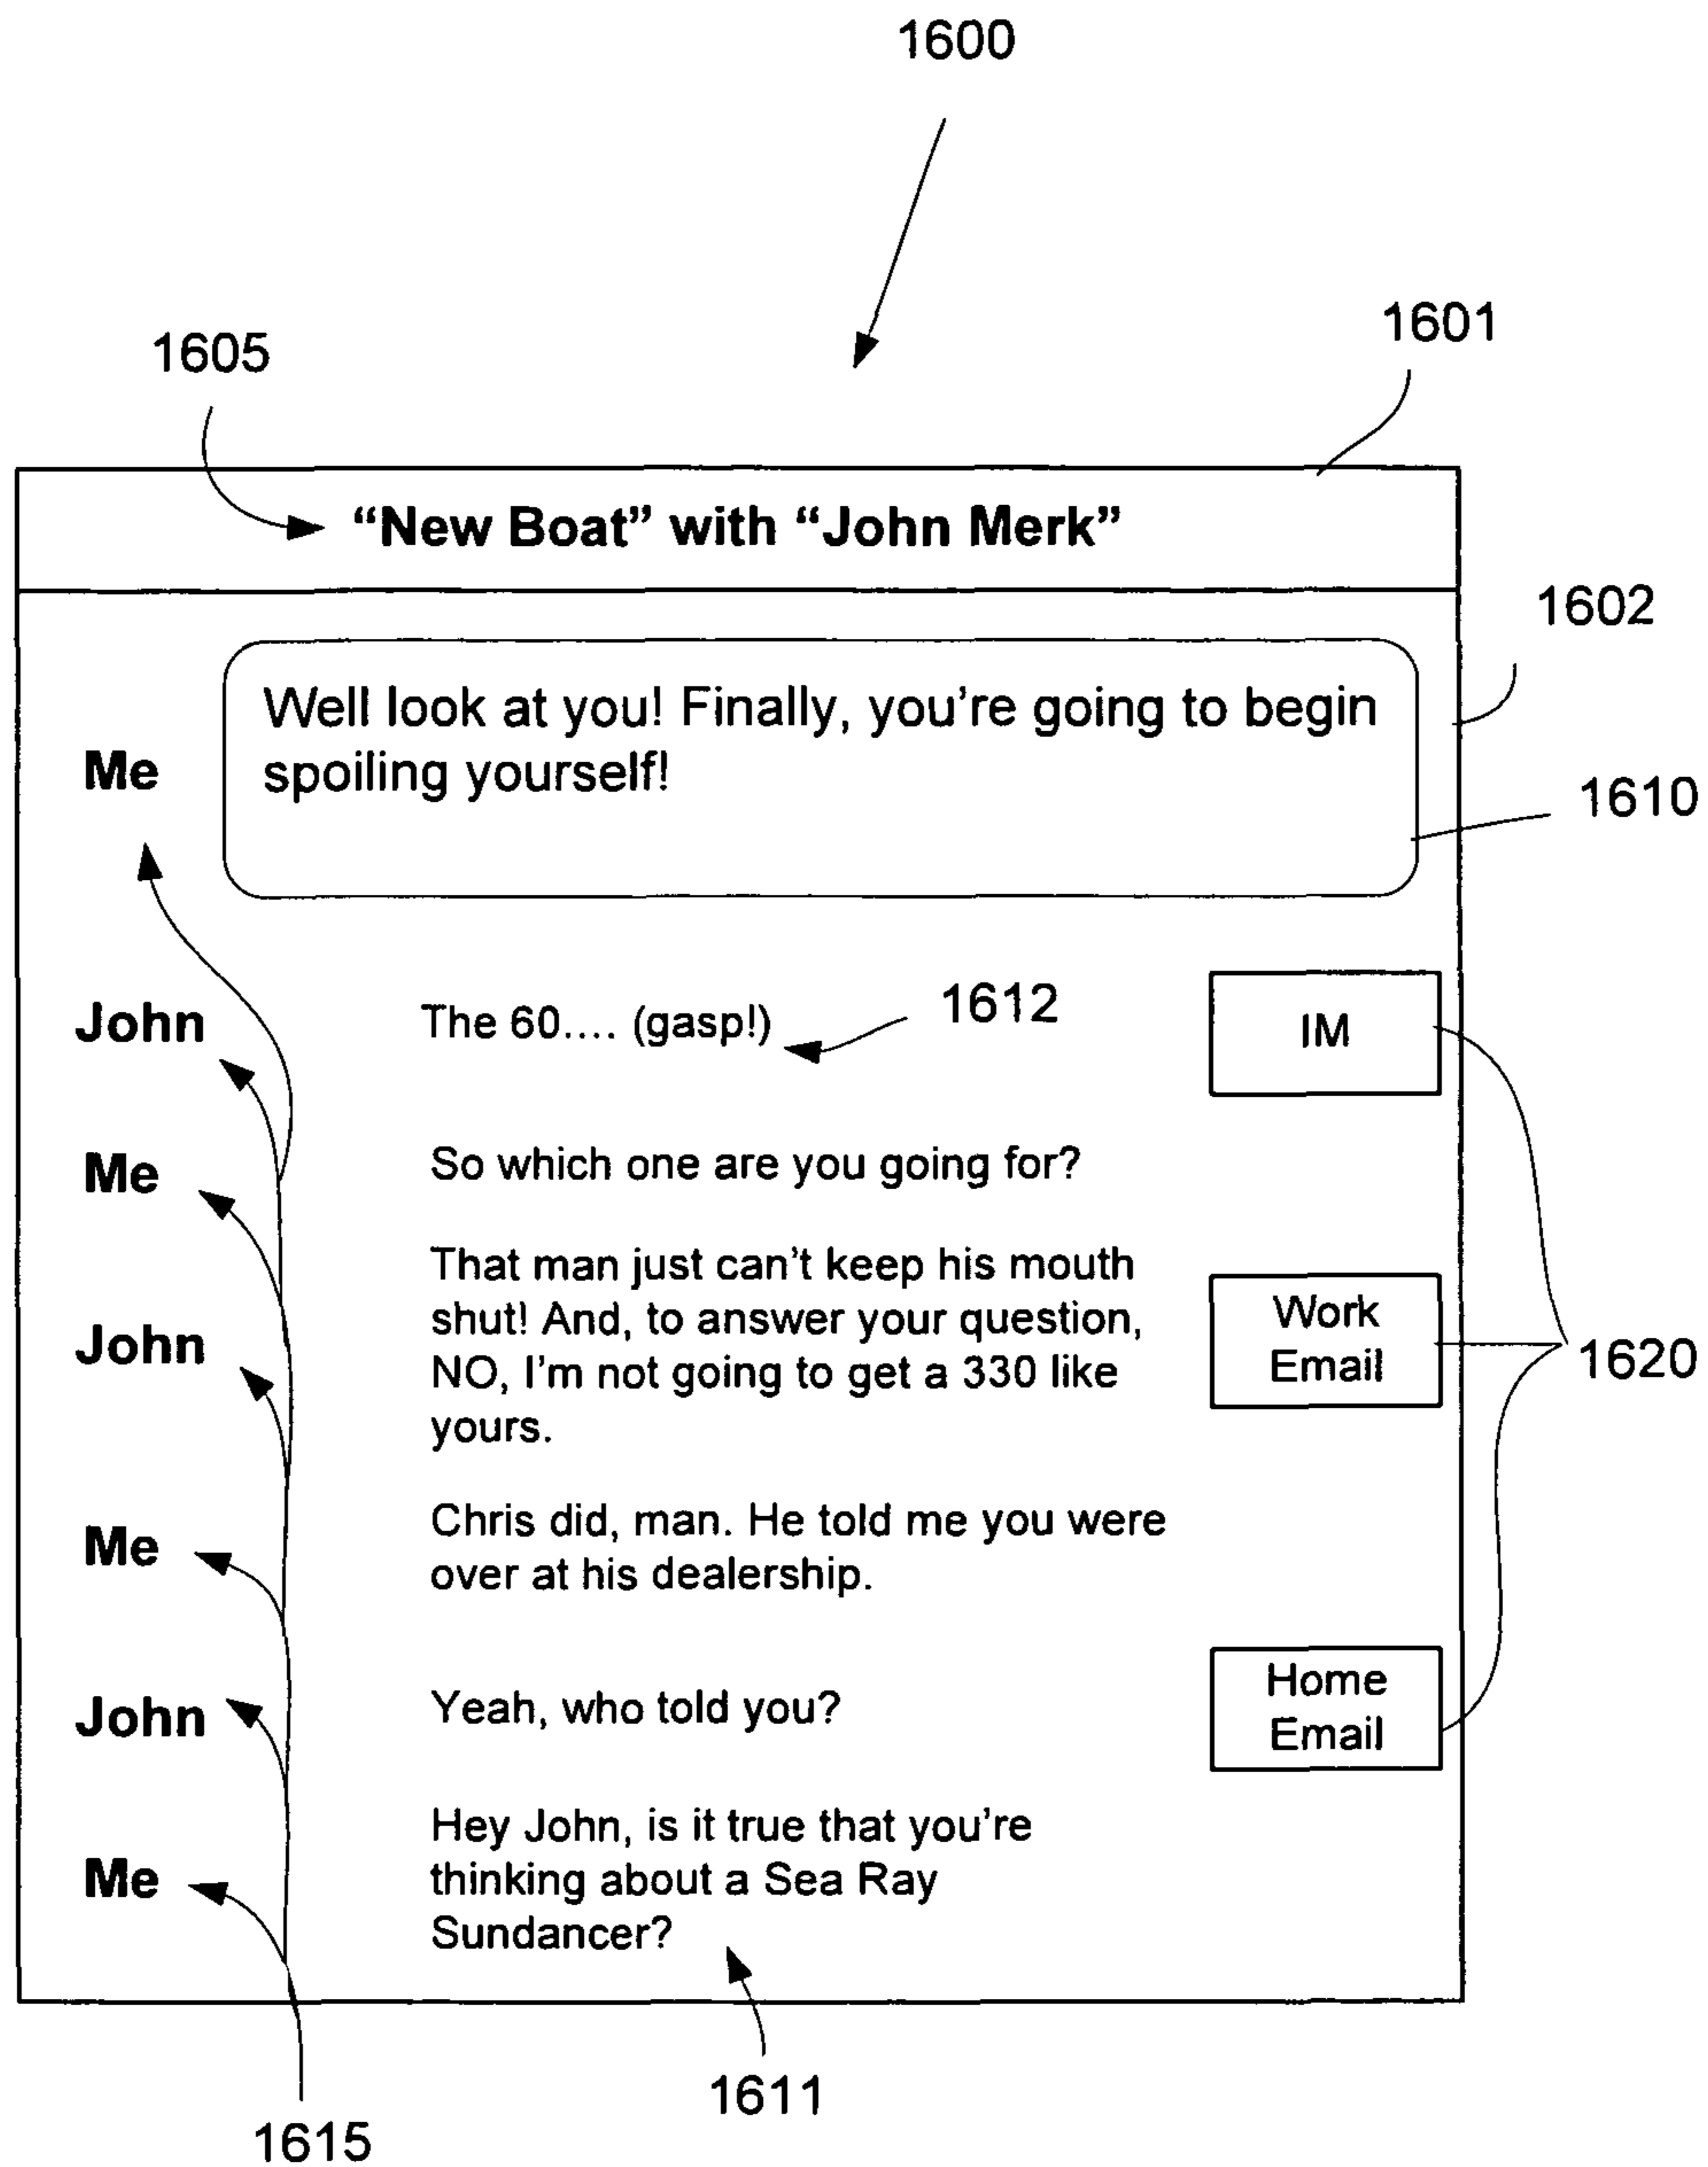 1600
1601
1605
“New Boat” with “John Merk”
1602
Well look at you! Finally, you’re going to begin
spoiling yourself!
Me
1610
John
The 60.... (gasp!)
1612
IM
Me
So which one are you going for?
John
That man just can’t keep his mouth
shut! And, to answer your question,
NO, I’m not going to get a 330 like
yours.
Work
Email
1620
Me
Chris did, man. He told me you were
over at his dealership.
John
Yeah, who told you?
Home
Email
Me
Hey John, is it true that you’re
thinking about a Sea Ray
Sundancer?
1611
1615